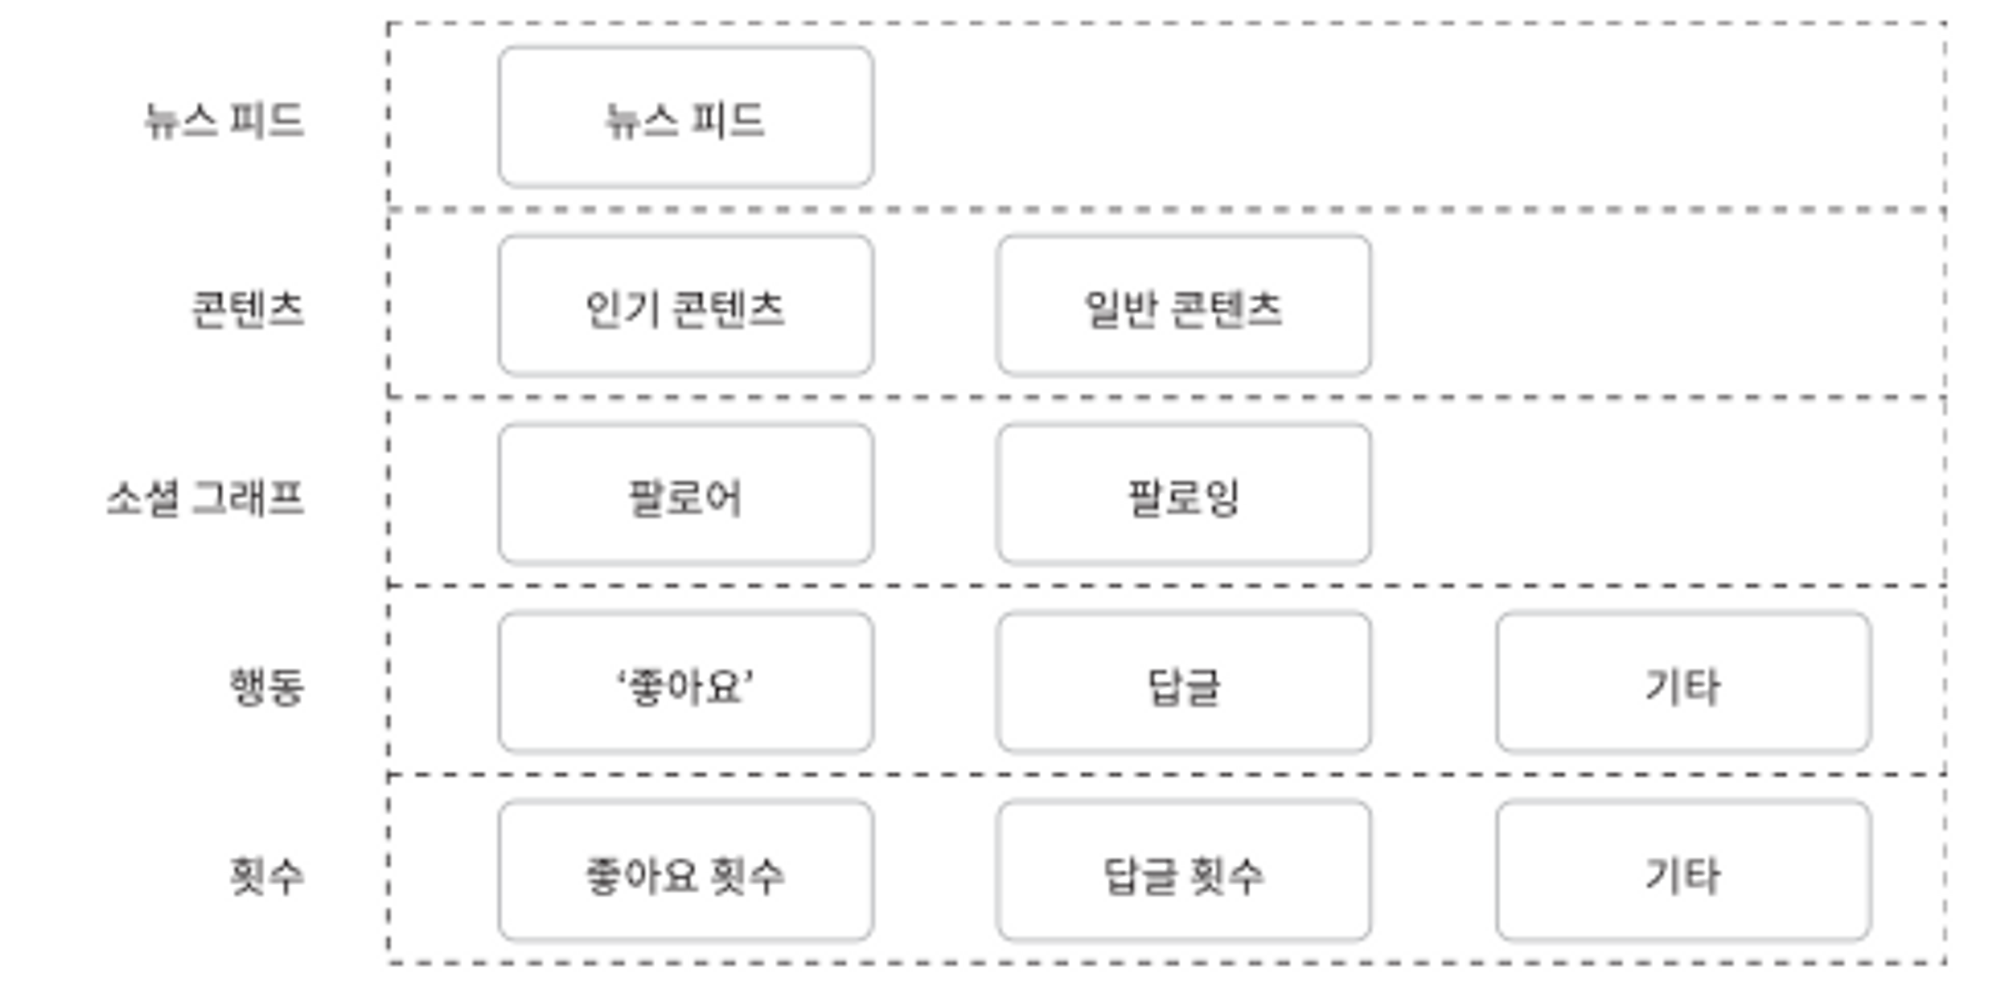 뉴스 피드
뉴스 피드
콘텐츠
인기 콘텐츠
일반 콘텐츠
소셜 그래프
팔로어
팔로잉
행동
‘좋아요’
답글
기타
횟수
좋아요 횟수
답글 횟수
기타